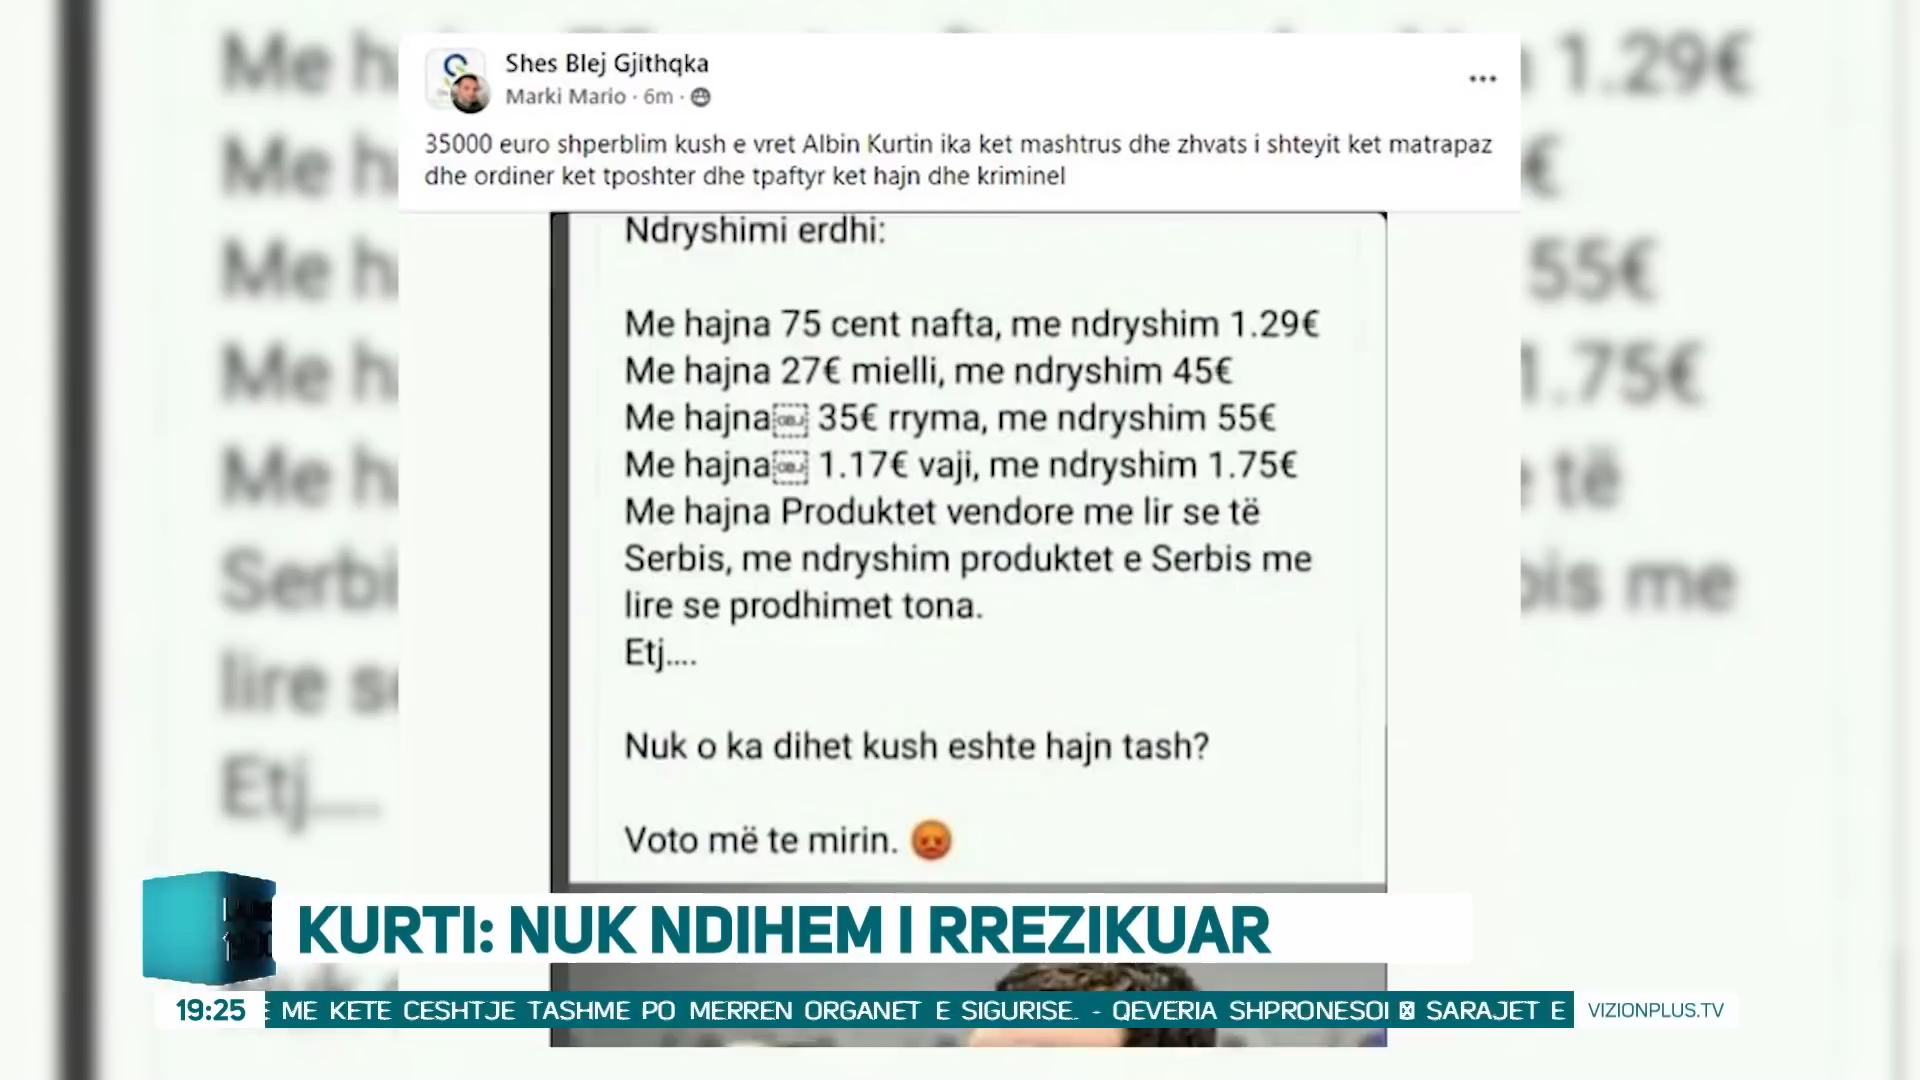 Shes Blej Gjithqka
Marki Mario · 6m ·
35000 euro shperblim kush e vret Albin Kurtin ika ket mashtrus dhe zhvats i shteyit ket matrapaz
dhe ordiner ket tposhter dhe tpaftyr ket hajn dhe kriminel
Ndryshimi erdhi:
Me hajna 75 cent nafta, me ndryshim 1.29€
Me hajna 27€ mielli, me ndryshim 45€
Me hajna 35€ rryma, me ndryshim 55€
Me hajna 1.17€ vaji, me ndryshim 1.75€
Me hajna Produktet vendore me lir se të
Serbis, me ndryshim produktet e Serbis me
lire se prodhimet tona.
Etj....
Nuk o ka dihet kush eshte hajn tash?
Voto më te mirin. 😡
KURTI: NUK NDIHEM I RREZIKUAR
19:25 E ME KETE CESHTJE TASHME PO MERREN ORGANET E SIGURISE. - QEVERIA SHPRONESOI SARAJET E VIZIONPLUS.TV